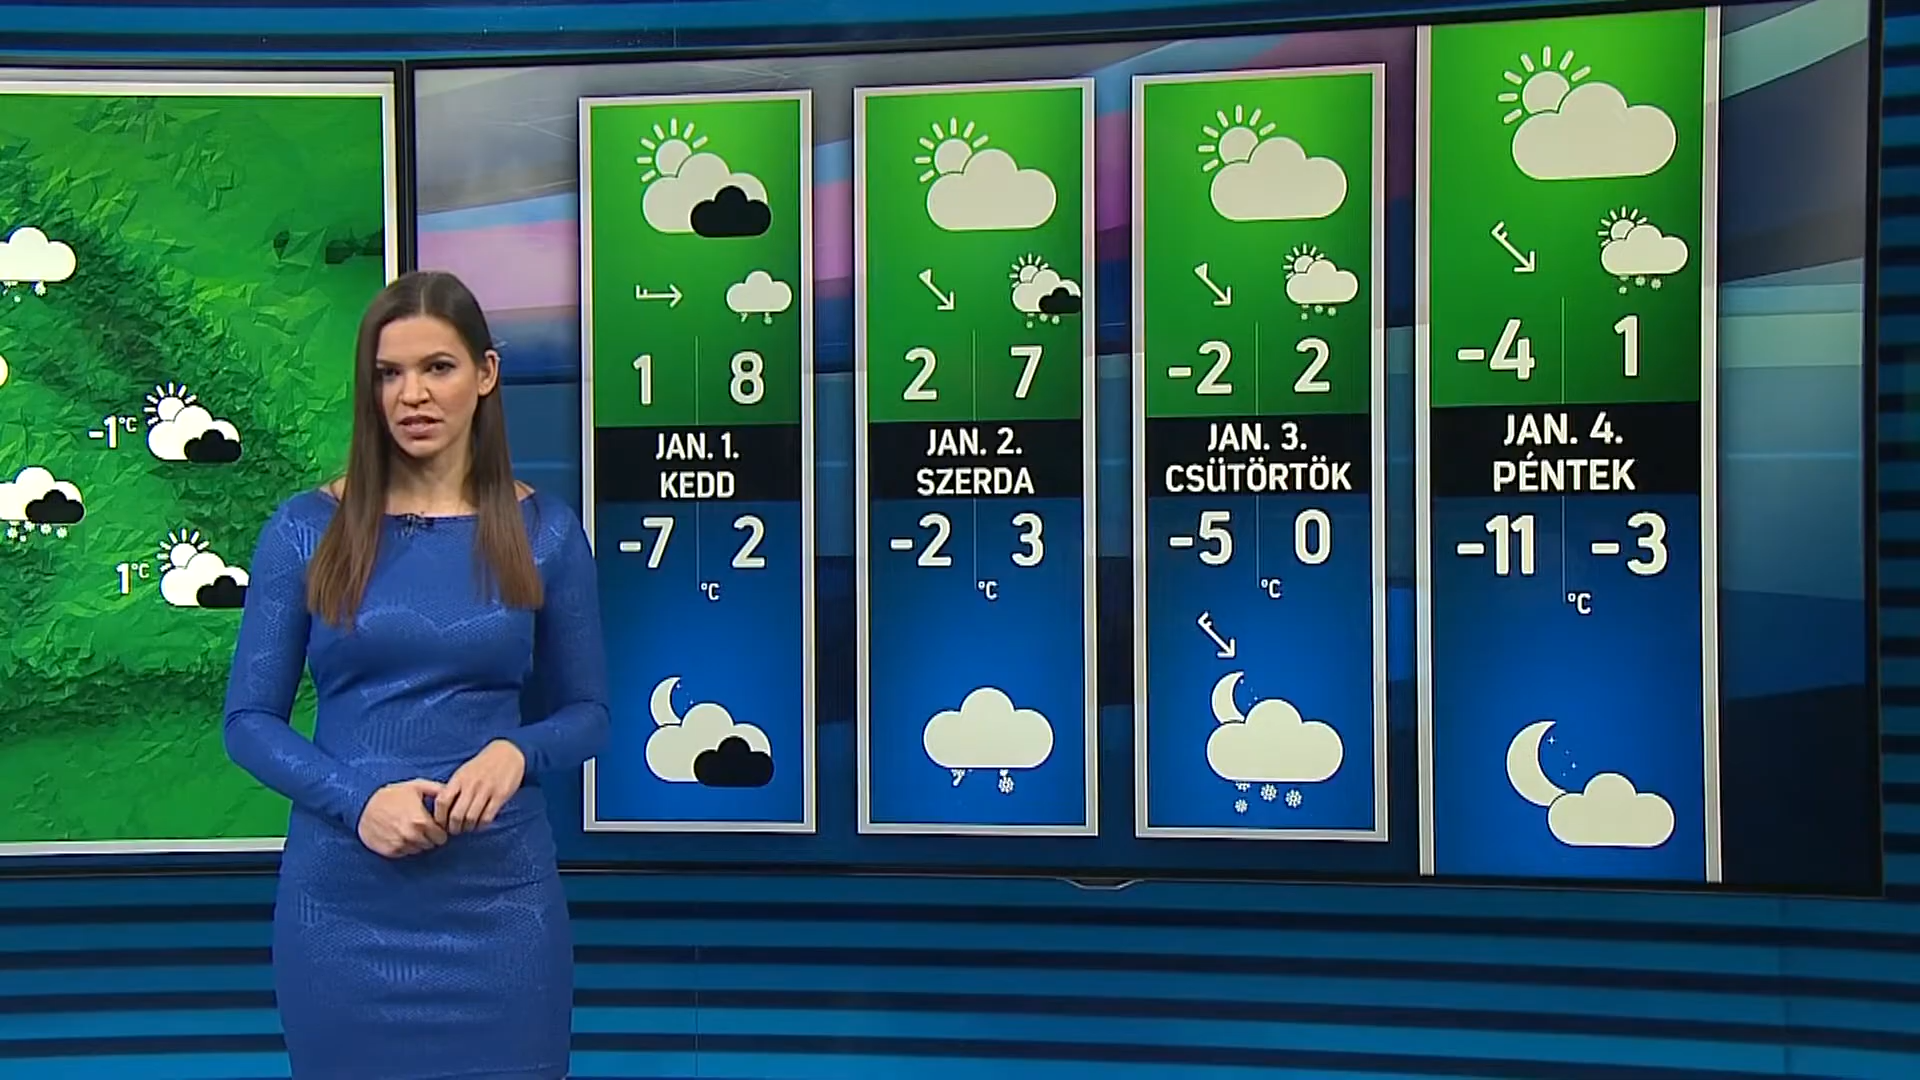 -1°C
1°C
1 8
JAN. 1.
KEDD
-7 2
°C
2 7
JAN. 2.
SZERDA
-2 3
°C
-2 2
JAN. 3.
CSÜTÖRTÖK
-5 0
°C
-4 1
JAN. 4.
PÉNTEK
-11 -3
°C